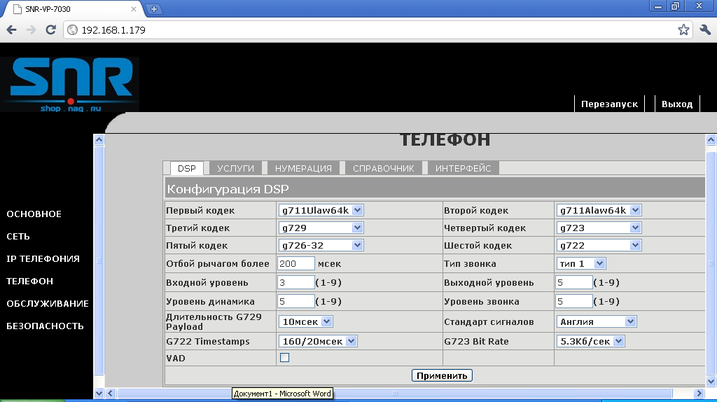 SNR-VP-7030
192.168.1.179
SNR
shop.nag.ru
Перезапуск Выход
ТЕЛЕФОН
DSP УСЛУГИ НУМЕРАЦИЯ СПРАВОЧНИК ИНТЕРФЕЙС
Конфигурация DSP
ОСНОВНОЕ
СЕТЬ
IP ТЕЛЕФОНИЯ
ТЕЛЕФОН
ОБСЛУЖИВАНИЕ
БЕЗОПАСНОСТЬ
Первый кодек g711Ulaw64k Второй кодек g711Alaw64k
Третий кодек g729 Четвертый кодек g723
Пятый кодек g726-32 Шестой кодек g722
Отбой рычагом более 200 мсек Тип звонка тип 1
Входной уровень 3 (1-9) Выходной уровень 5 (1-9)
Уровень динамика 5 (1-9) Уровень звонка 5 (1-9)
Длительность G729
Payload 10мсек Стандарт сигналов Англия
G722 Timestamps 160/20мсек G723 Bit Rate 5.3Кб/сек
VAD
Применить
Документ1 - Microsoft Word